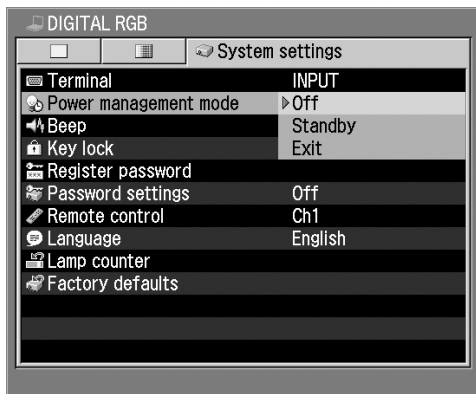 DIGITAL RGB
System settings
Terminal INPUT
Power management mode Off
Beep Standby
Key lock Exit
Register password
Password settings Off
Remote control Ch1
Language English
Lamp counter
Factory defaults